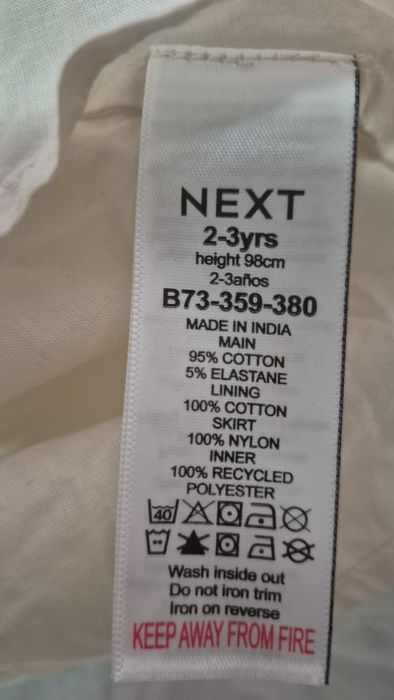 NEXT
2-3yrs
height 98cm
2-3años
B73-359-380
MADE IN INDIA
MAIN
95% COTTON
5% ELASTANE
LINING
100% COTTON
SKIRT
100% NYLON
INNER
100% RECYCLED
POLYESTER
40
Wash inside out
Do not iron trim
Iron on reverse
KEEP AWAY FROM FIRE